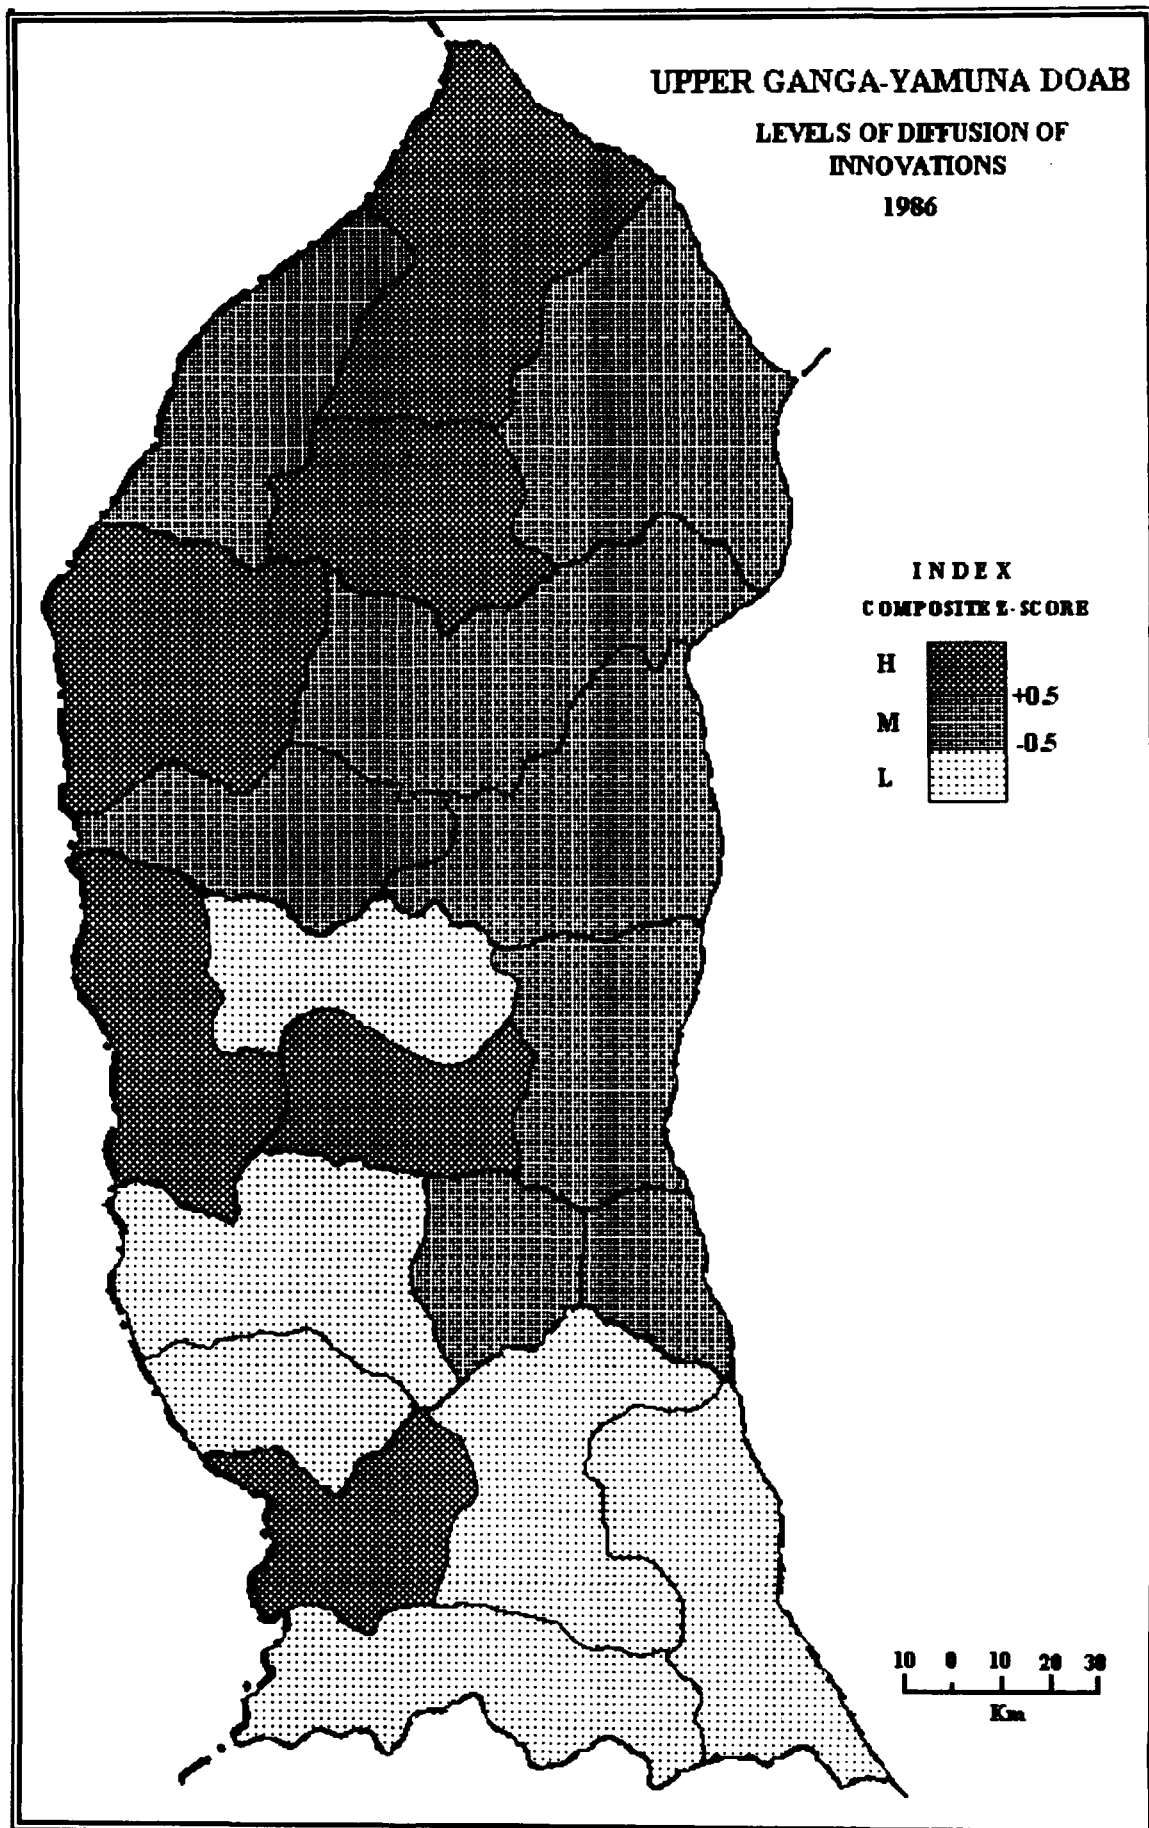 UPPER GANGA-YAMUNA DOAB
LEVELS OF DIFFUSION OF
INNOVATIONS
1986
INDEX
COMPOSITE Z-SCORE
H
+0.5
M
-0.5
L
10 0 10 20 30
Km